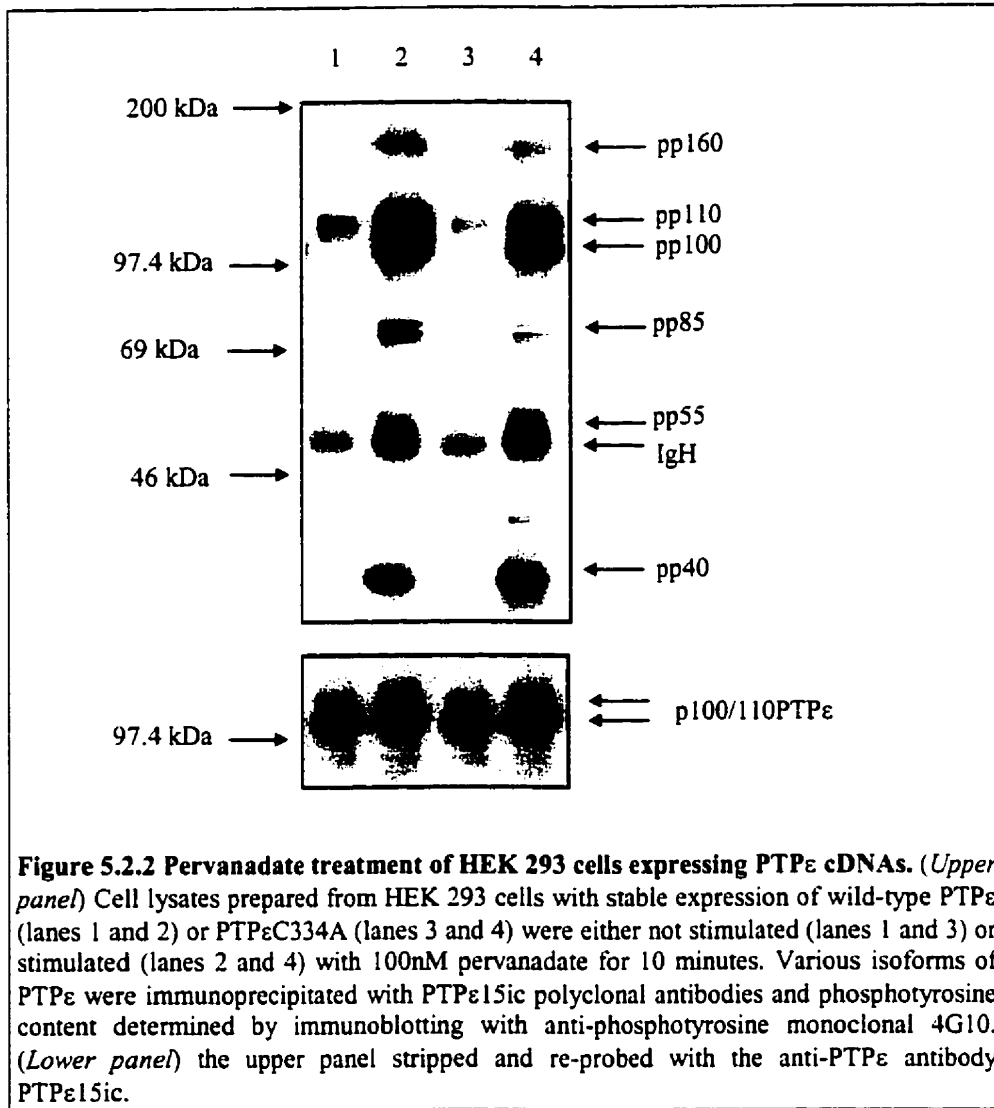 1 2 3 4
200 kDa
pp160
pp110
pp100
97.4 kDa
pp85
69 kDa
pp55
IgH
46 kDa
pp40
p100/110PTPε
97.4 kDa
Figure 5.2.2 Pervanadate treatment of HEK 293 cells expressing PTPε cDNAs. (Upper
panel) Cell lysates prepared from HEK 293 cells with stable expression of wild-type PTPε
(lanes 1 and 2) or PTPεC334A (lanes 3 and 4) were either not stimulated (lanes 1 and 3) or
stimulated (lanes 2 and 4) with 100nM pervanadate for 10 minutes. Various isoforms of
PTPε were immunoprecipitated with PTPε15ic polyclonal antibodies and phosphotyrosine
content determined by immunoblotting with anti-phosphotyrosine monoclonal 4G10.
(Lower panel) the upper panel stripped and re-probed with the anti-PTPε antibody
PTPε15ic.